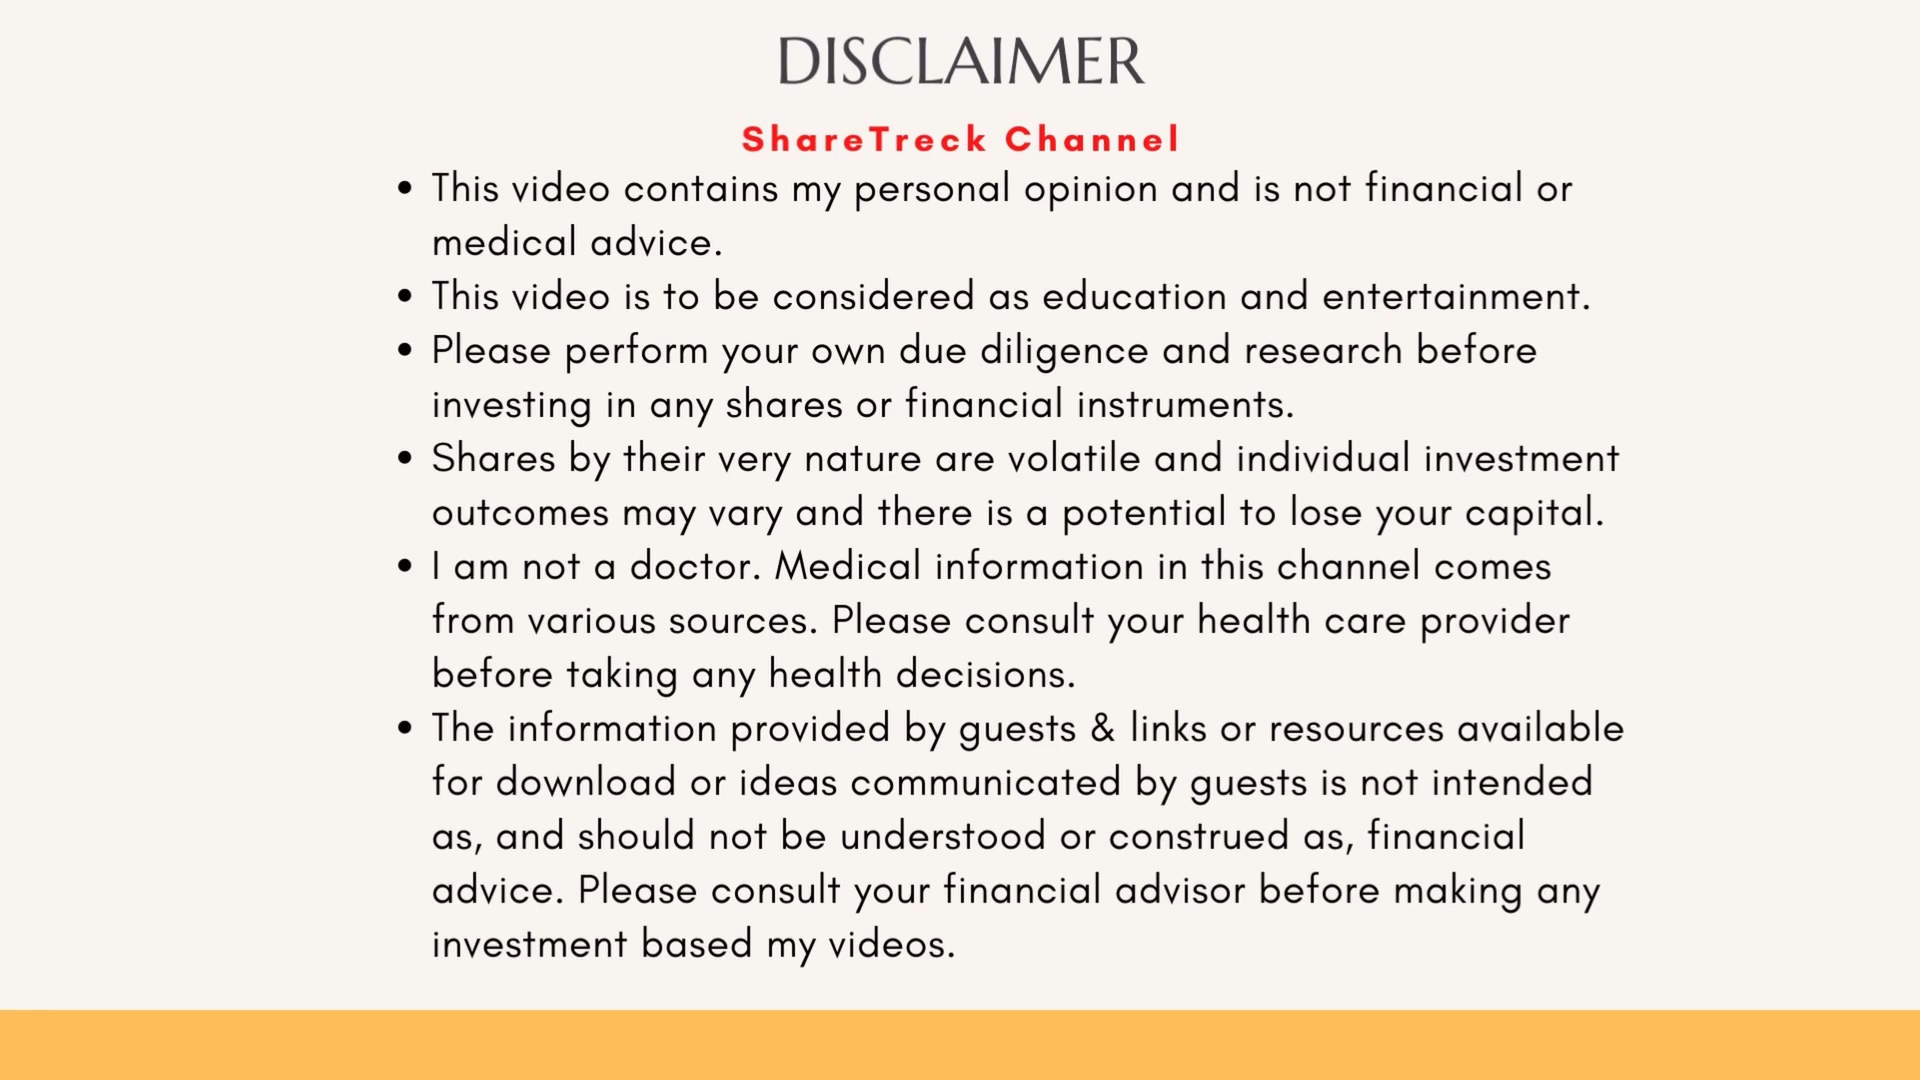 DISCLAIMER
ShareTreck Channel
• This video contains my personal opinion and is not financial or
medical advice.
• This video is to be considered as education and entertainment.
• Please perform your own due diligence and research before
investing in any shares or financial instruments.
• Shares by their very nature are volatile and individual investment
outcomes may vary and there is a potential to lose your capital.
• I am not a doctor. Medical information in this channel comes
from various sources. Please consult your health care provider
before taking any health decisions.
• The information provided by guests & links or resources available
for download or ideas communicated by guests is not intended
as, and should not be understood or construed as, financial
advice. Please consult your financial advisor before making any
investment based my videos.